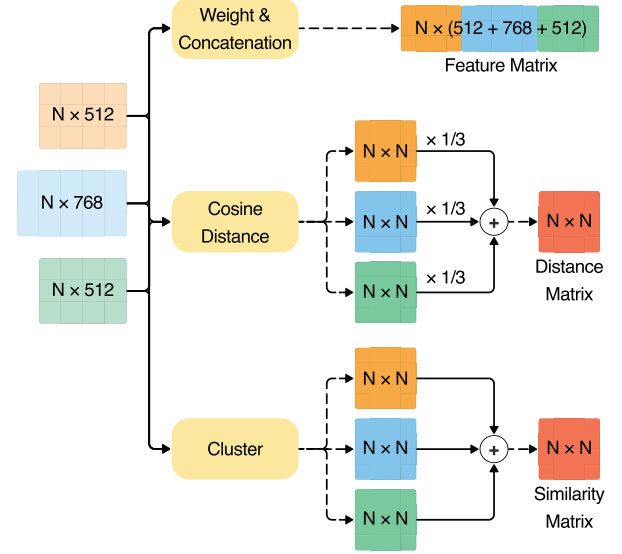 Weight &
Concatenation
N × (512 + 768 + 512)
Feature Matrix
N × 512
N × 768
N × 512
Cosine
Distance
N × N
× 1/3
N × N
× 1/3
N × N
× 1/3
+
N × N
Distance
Matrix
Cluster
N × N
N × N
N × N
+
N × N
Similarity
Matrix